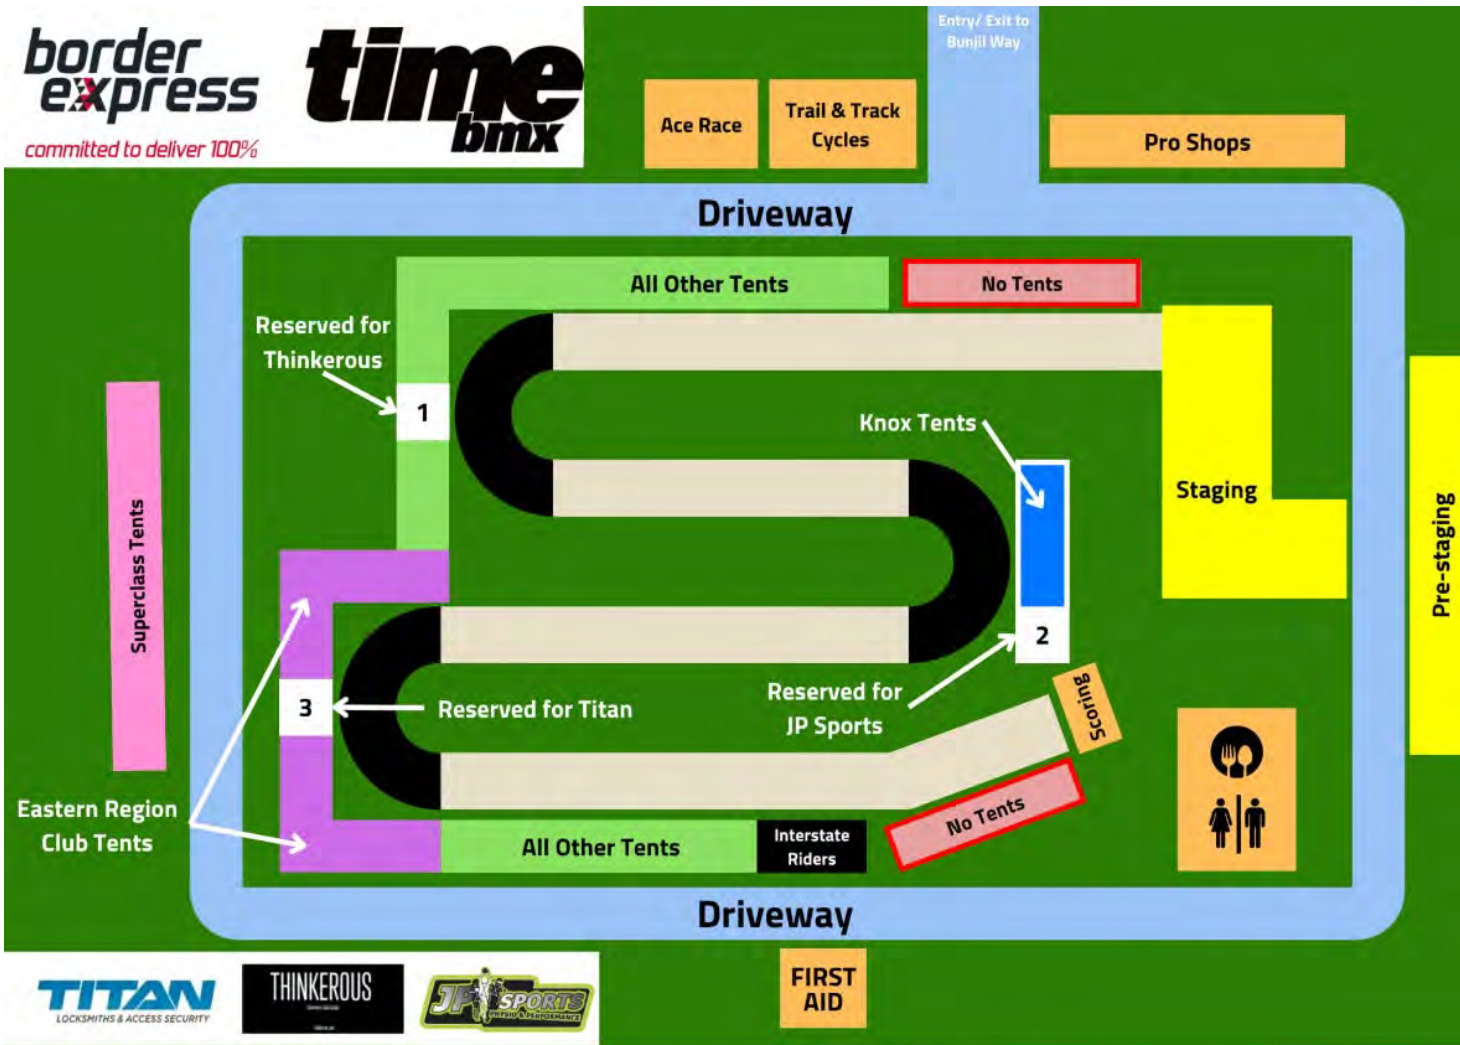 border
express
committed to deliver 100%
time
bmx
Entry/ Exit to
Bunjil Way
Ace Race
Trail & Track
Cycles
Pro Shops
Driveway
All Other Tents
No Tents
Reserved for
Thinkerous
1
Knox Tents
Staging
Superclass Tents
Pre-staging
2
3
Reserved for Titan
Reserved for
JP Sports
Scoring
Eastern Region
Club Tents
All Other Tents
Interstate
Riders
No Tents
Driveway
TITAN
LOCKSMITHS & ACCESS SECURITY
THINKEROUS
JP SPORTS
PHYSIO & PERFORMANCE
FIRST
AID